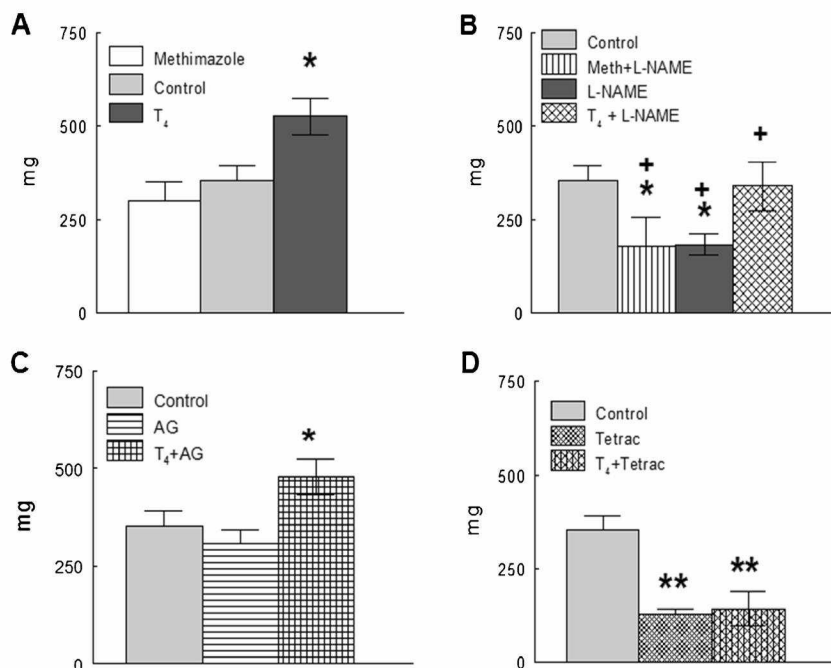 A
750
500
250
0
mg
Methimazole
Control
T4
*
B
750
500
250
0
mg
Control
Meth+L-NAME
L-NAME
T4 + L-NAME
+
*
+
*
+
C
750
500
250
0
mg
Control
AG
T4+AG
*
D
750
500
250
0
mg
Control
Tetrac
T4+Tetrac
**
**